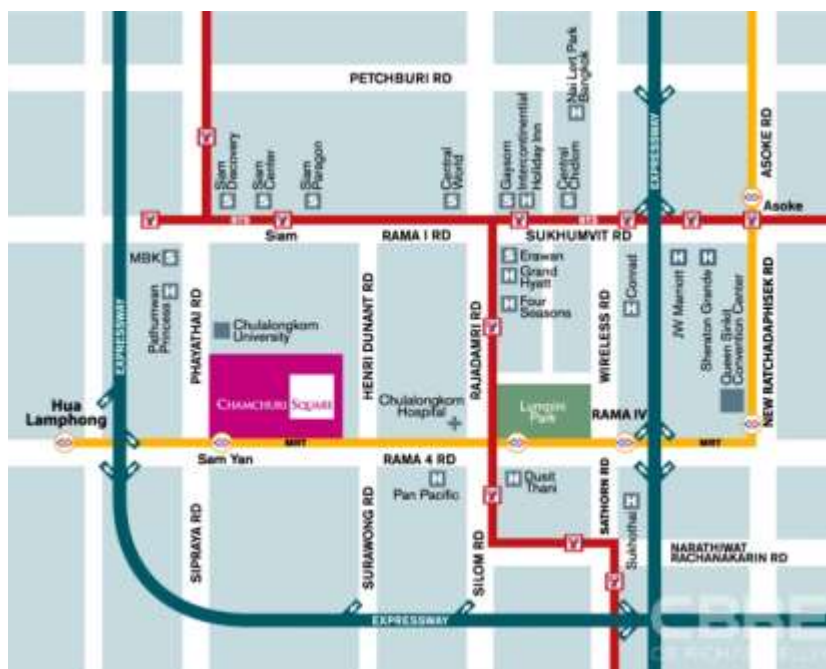 PETCHBURI RD
Nai Lert Park
Bangkok
EXPRESSWAY
ASOKE RD
Siam
Discovery
Siam
Center
Siam
Paragon
Central
World
Gaysorn
Intercontinental
Holiday Inn
Central
Chidlom
Asoke
BTS
BTS
Siam
RAMA I RD
SUKHUMVIT RD
MBK
Pathumwan
Princess
PHAYATHAI RD
EXPRESSWAY
Chulalongkorn
University
HENRI DUNANT RD
RAJADAMRI RD
Erawan
Grand
Hyatt
Four
Seasons
WIRELESS RD
Conrad
JW Marriott
Sheraton Grande
Queen Sirikit
Convention Center
NEW RATCHADAPHISEK RD
Hua
Lamphong
CHAMCHURI SQUARE
Chulalongkorn
Hospital
Lumpini
Park
RAMA IV
MRT
MRT
Sam Yan
RAMA 4 RD
Pan Pacific
Dusit
Thani
SIPRAYA RD
SURAWONG RD
SILOM RD
SATHORN RD
Sukhothai
NARATHIWAT
RACHANAKARIN RD
EXPRESSWAY
CBRE
CB RICHARD ELLIS